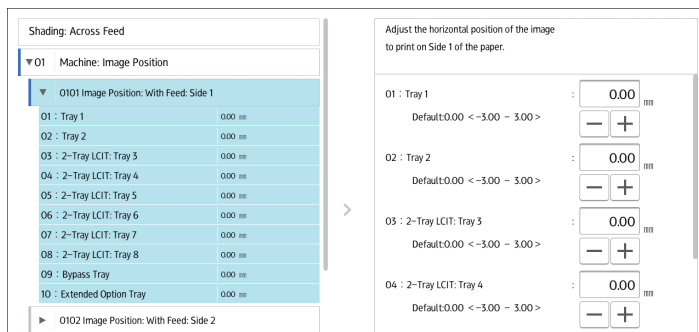 Shading: Across Feed
▼01 Machine: Image Position
▼ 0101 Image Position: With Feed: Side 1
01 : Tray 1 0.00 mm
02 : Tray 2 0.00 mm
03 : 2-Tray LCIT: Tray 3 0.00 mm
04 : 2-Tray LCIT: Tray 4 0.00 mm
05 : 2-Tray LCIT: Tray 5 0.00 mm
06 : 2-Tray LCIT: Tray 6 0.00 mm
07 : 2-Tray LCIT: Tray 7 0.00 mm
08 : 2-Tray LCIT: Tray 8 0.00 mm
09 : Bypass Tray 0.00 mm
10 : Extended Option Tray 0.00 mm
▶ 0102 Image Position: With Feed: Side 2
Adjust the horizontal position of the image
to print on Side 1 of the paper.
01 : Tray 1 : 0.00 mm
Default:0.00 < -3.00 - 3.00 > − +
02 : Tray 2 : 0.00 mm
Default:0.00 < -3.00 - 3.00 > − +
03 : 2-Tray LCIT: Tray 3 : 0.00 mm
Default:0.00 < -3.00 - 3.00 > − +
04 : 2-Tray LCIT: Tray 4 : 0.00 mm
Default:0.00 < -3.00 - 3.00 > − +